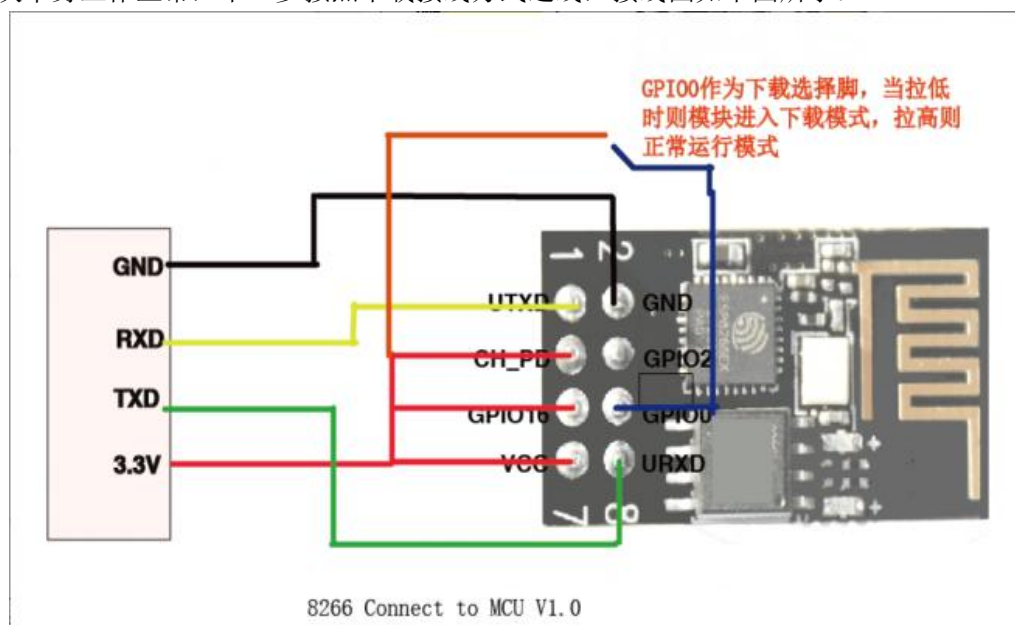 GPIO0作为下载选择脚，当拉低
时则模块进入下载模式，拉高则
正常运行模式
GND
RXD
TXD
3.3V
1 2
UTXD GND
CH_PD GPIO2
GPIO16 GPIO0
VCC URXD
7 8
8266 Connect to MCU V1.0